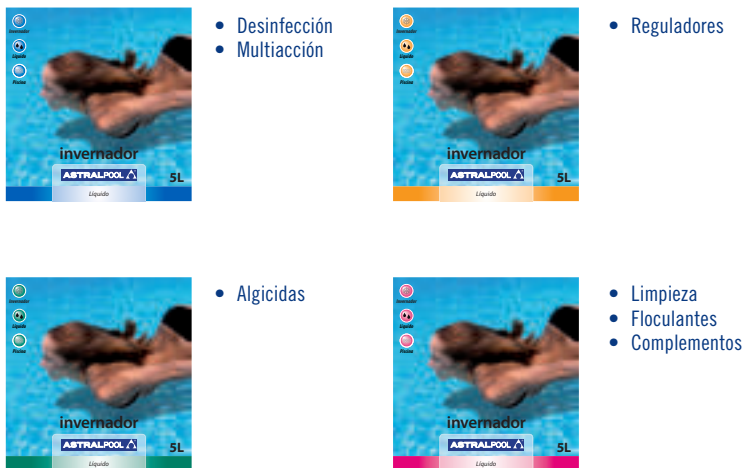 Invernador
Líquido
Piscina
invernador
ASTRALPOOL
5L
Líquido
• Desinfección
• Multiacción
Invernador
Líquido
Piscina
invernador
ASTRALPOOL
5L
Líquido
• Reguladores
Invernador
Líquido
Piscina
invernador
ASTRALPOOL
5L
Líquido
• Algicidas
Invernador
Líquido
Piscina
invernador
ASTRALPOOL
5L
Líquido
• Limpieza
• Floculantes
• Complementos